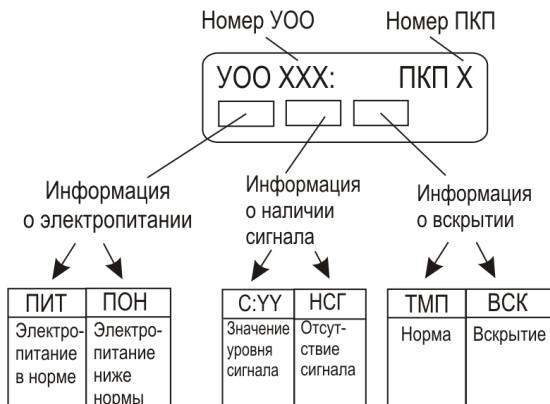 Номер УОО
Номер ПКП
УОО XXX: ПКП X
Информация
о электропитании
Информация
о наличии
сигнала
Информация
о вскрытии
ПИТ ПОН
Электро-
питание
в норме
Электро-
питание
ниже
нормы
С:YY НСГ
Значение
уровня
сигнала
Отсут-
ствие
сигнала
ТМП ВСК
Норма Вскрытие